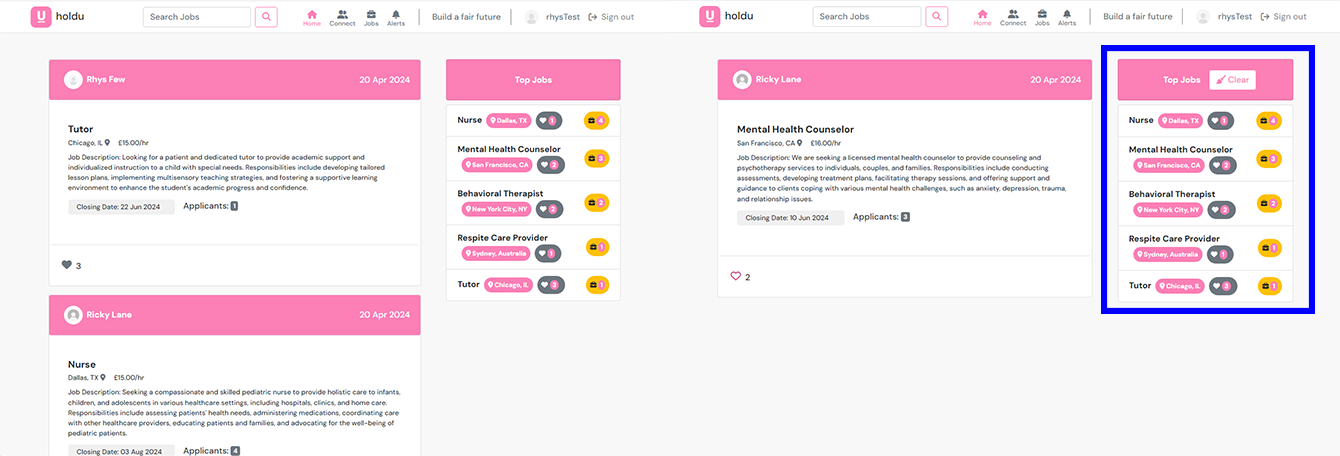 holdu
Search Jobs
Home
Connect
Jobs
Alerts
Build a fair future
rhysTest
Sign out
Rhys Few
20 Apr 2024
Tutor
Chicago, IL £15.00/hr
Job Description: Looking for a patient and dedicated tutor to provide academic support and
individualized instruction to a child with special needs. Responsibilities include developing tailored
lesson plans, implementing multisensory teaching strategies, and fostering a supportive learning
environment to enhance the student's academic progress and confidence.
Closing Date: 22 Jun 2024 Applicants: 1
3
Ricky Lane
20 Apr 2024
Nurse
Dallas, TX £15.00/hr
Job Description: Seeking a compassionate and skilled pediatric nurse to provide holistic care to infants,
children, and adolescents in various healthcare settings, including hospitals, clinics, and home care.
Responsibilities include assessing patients' health needs, administering medications, coordinating care
with other healthcare providers, educating patients and families, and advocating for the well-being of
pediatric patients.
Closing Date: 03 Aug 2024 Applicants: 4
Top Jobs
Nurse Dallas, TX 1 4
Mental Health Counselor
San Francisco, CA 2 3
Behavioral Therapist
New York City, NY 2 2
Respite Care Provider
Sydney, Australia 1 1
Tutor Chicago, IL 3 1
holdu
Search Jobs
Home
Connect
Jobs
Alerts
Build a fair future
rhysTest
Sign out
Ricky Lane
20 Apr 2024
Mental Health Counselor
San Francisco, CA £16.00/hr
Job Description: We are seeking a licensed mental health counselor to provide counseling and
psychotherapy services to individuals, couples, and families. Responsibilities include conducting
assessments, developing treatment plans, facilitating therapy sessions, and offering support and
guidance to clients coping with various mental health challenges, such as anxiety, depression, trauma,
and relationship issues.
Closing Date: 10 Jun 2024 Applicants: 3
2
Top Jobs Clear
Nurse Dallas, TX 1 4
Mental Health Counselor
San Francisco, CA 2 3
Behavioral Therapist
New York City, NY 2 2
Respite Care Provider
Sydney, Australia 1 1
Tutor Chicago, IL 3 1